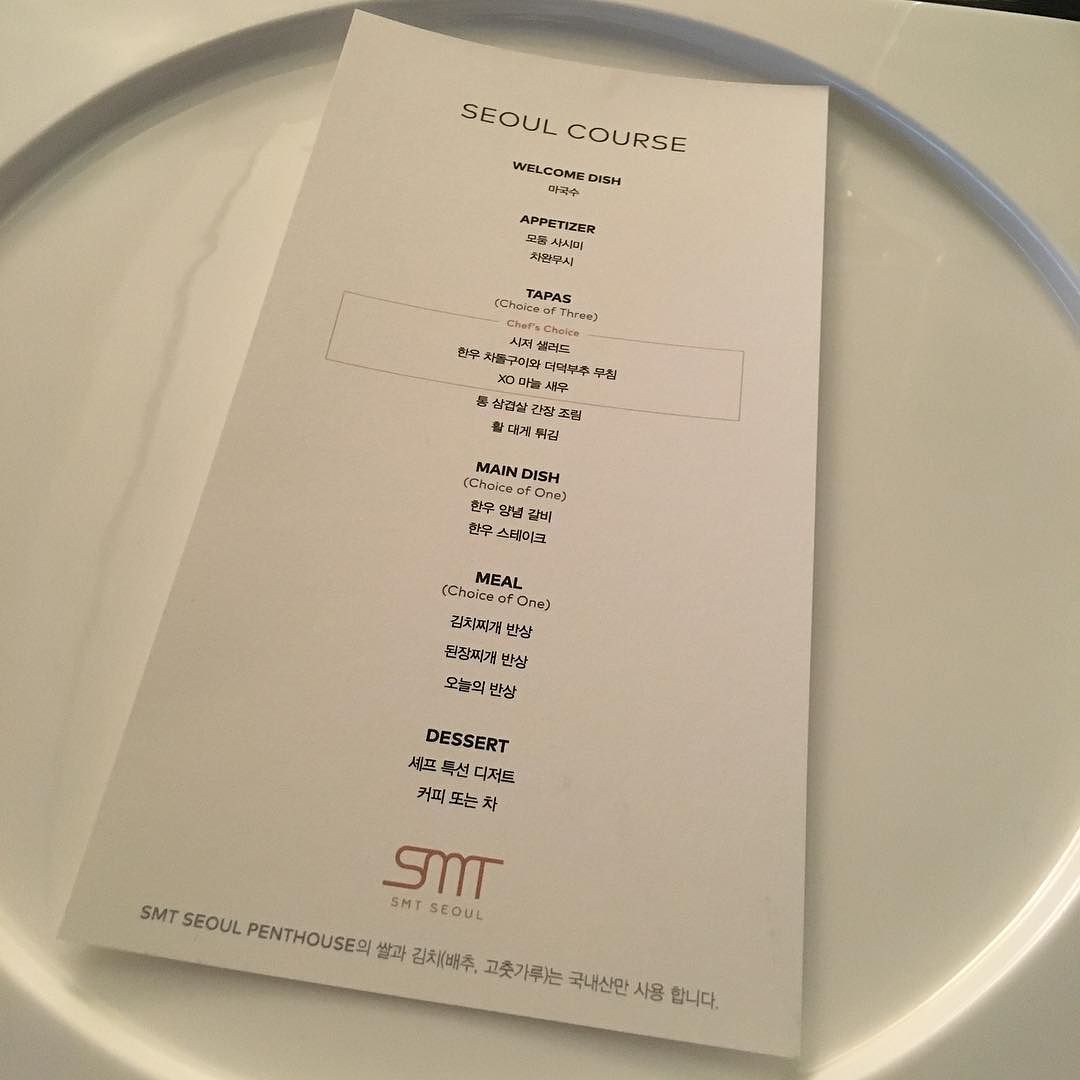 SEOUL COURSE
WELCOME DISH
마국수
APPETIZER
모둠 사시미
차완무시
TAPAS
(Choice of Three)
Chef's Choice
시저 샐러드
한우 차돌구이와 더덕부추 무침
XO 마늘 새우
통 삼겹살 간장 조림
활 대게 튀김
MAIN DISH
(Choice of One)
한우 양념 갈비
한우 스테이크
MEAL
(Choice of One)
김치찌개 반상
된장찌개 반상
오늘의 반상
DESSERT
셰프 특선 디저트
커피 또는 차
SMT
SMT SEOUL
SMT SEOUL PENTHOUSE의 쌀과 김치(배추, 고춧가루)는 국내산만 사용 합니다.